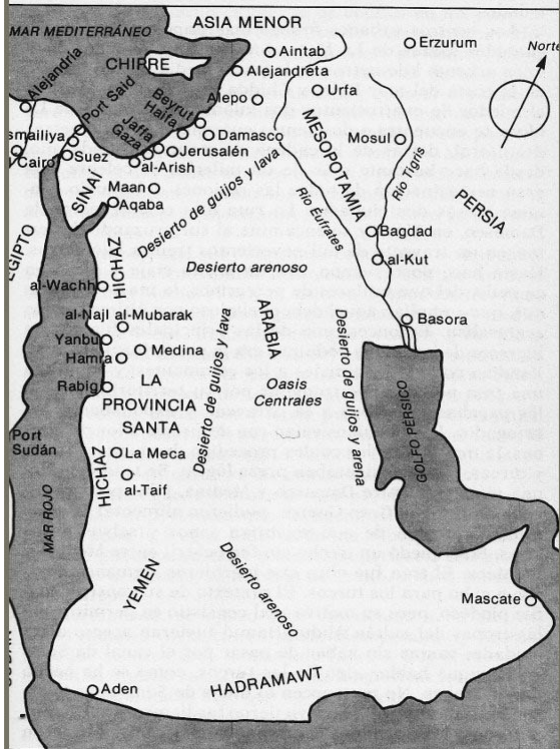 ASIA MENOR
MAR MEDITERRÁNEO
Erzurum
Norte
Aintab
CHIRRE
Alejandreta
Alejandría
Urfa
Port Said
Alepo
Beyrut
Haifa
Jaffa
Gaza
Damasco
MESOPOTAMIA
Mosul
smailliya
Jerusalén
Río Tigris
Cairo
Suez
al-Arish
SINAÍ
Maan
PERSIA
Aqaba
Río Eúfrates
Desierto de guijos y lava
EGIPTO
Bagdad
HICHAZ
Desierto arenoso
al-Kut
al-Wachh
ARABIA
al-Najl al-Mubarak
Basora
Yanbu
Medina
Hamra
Desierto de guijos y lava
Desierto de guijos y arena
LA
Oasis
Rabig
PROVINCIA
Centrales
GOLFO PÉRSICO
SANTA
Port
Sudán
La Meca
HICHAZ
al-Taif
MAR ROJO
YEMEN
Desierto arenoso
Mascate
HADRAMAWT
Aden